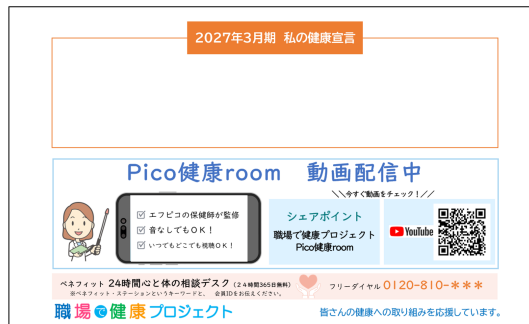 2027年3月期 私の健康宣言
Pico健康room 動画配信中
＼＼今すぐ動画をチェック！／／
☑ エフピコの保健師が監修
☑ 音なしでもOK！
☑ いつでもどこでも視聴OK！
シェアポイント
職場で健康プロジェクト
Pico健康room
YouTube
ベネフィット 24時間心と体の相談デスク（24時間365日無料）
※ベネフィット・ステーションというキーワードと、 会員IDをお伝えください。
フリーダイヤル 0120-810-＊＊＊
職場で健康プロジェクト
皆さんの健康への取り組みを応援しています。